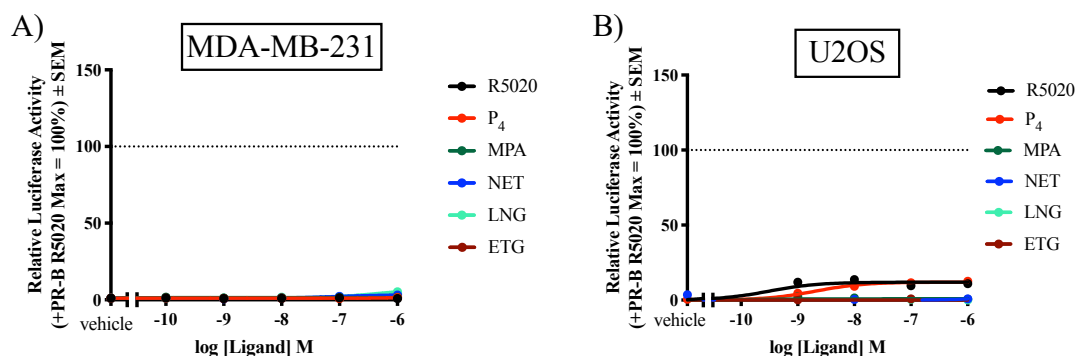 A)
MDA-MB-231
Relative Luciferase Activity
(+PR-B R5020 Max = 100%) ± SEM
150
100
50
0
vehicle
-10
-9
-8
-7
-6
log [Ligand] M
R5020
P4
MPA
NET
LNG
ETG
B)
U2OS
Relative Luciferase Activity
(+PR-B R5020 Max = 100%) ± SEM
150
100
50
0
vehicle
-10
-9
-8
-7
-6
log [Ligand] M
R5020
P4
MPA
NET
LNG
ETG